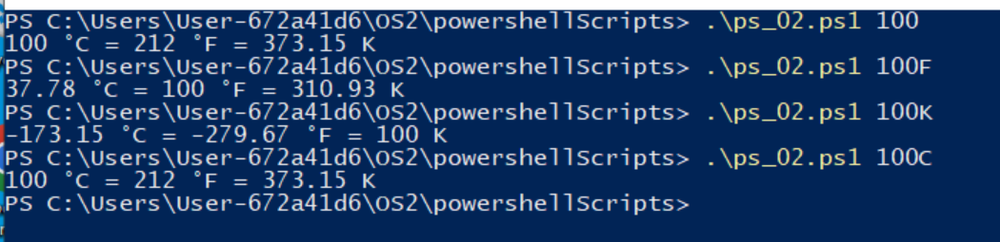 PS C:\Users\User-672a41d6\OS2\powershellScripts> .\ps_02.ps1 100
100 °C = 212 °F = 373.15 K
PS C:\Users\User-672a41d6\OS2\powershellScripts> .\ps_02.ps1 100F
37.78 °C = 100 °F = 310.93 K
PS C:\Users\User-672a41d6\OS2\powershellScripts> .\ps_02.ps1 100K
-173.15 °C = -279.67 °F = 100 K
PS C:\Users\User-672a41d6\OS2\powershellScripts> .\ps_02.ps1 100C
100 °C = 212 °F = 373.15 K
PS C:\Users\User-672a41d6\OS2\powershellScripts>